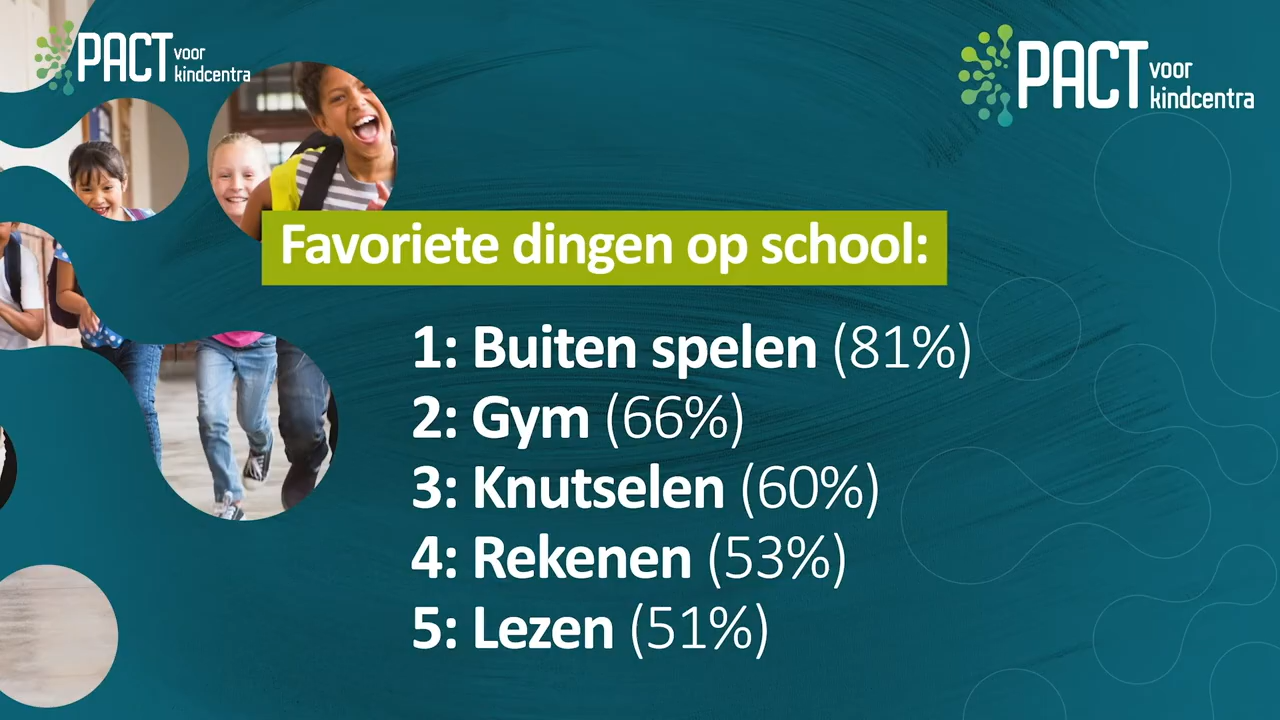 PACT voor kindcentra
PACT voor kindcentra
Favoriete dingen op school:
1: Buiten spelen (81%)
2: Gym (66%)
3: Knutselen (60%)
4: Rekenen (53%)
5: Lezen (51%)